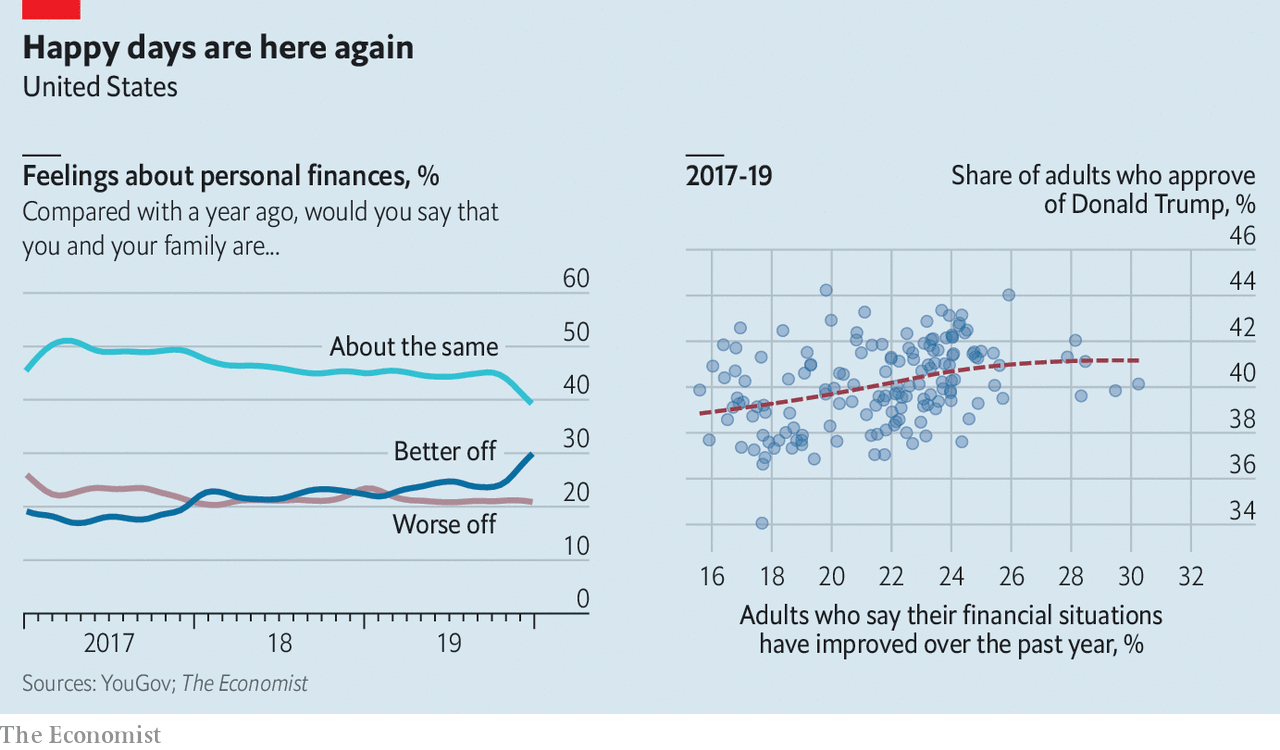 Happy days are here again
United States
Feelings about personal finances, %
Compared with a year ago, would you say that
you and your family are...
60
50
About the same
40
30
Better off
20
Worse off
10
0
2017
18
19
2017-19
Share of adults who approve
of Donald Trump, %
46
44
42
40
38
36
34
16
18
20
22
24
26
28
30
32
Adults who say their financial situations
have improved over the past year, %
Sources: YouGov; The Economist
The Economist